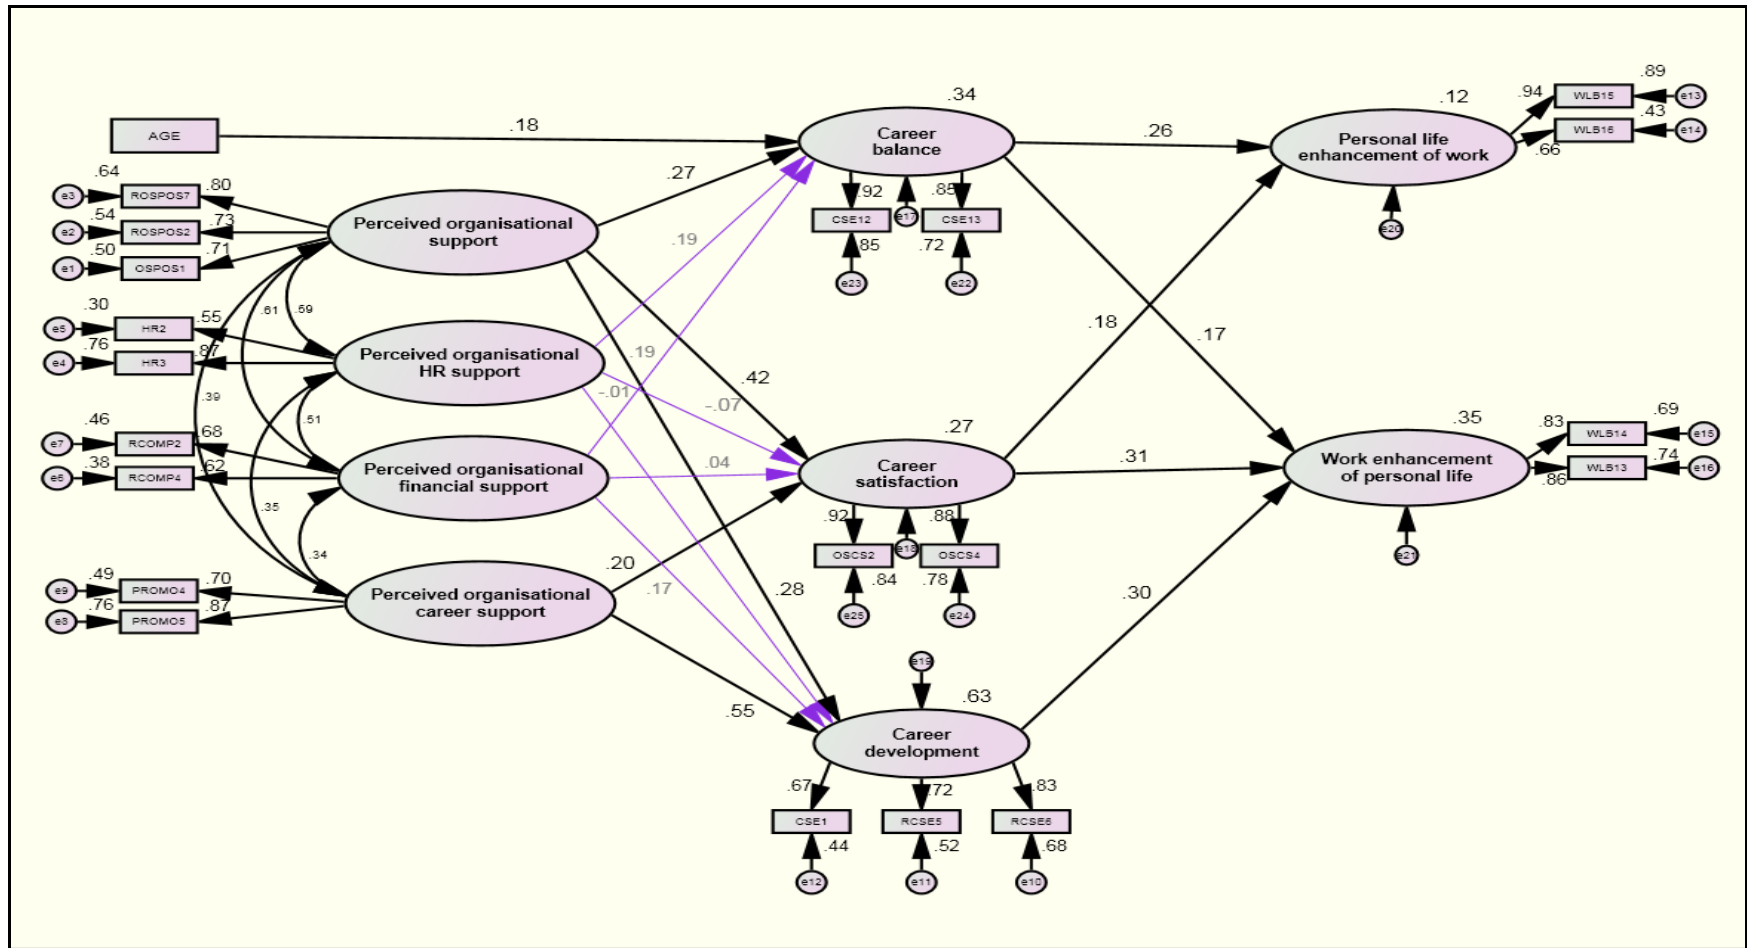 AGE
.18
.64
e3
ROSPOS7
.80
.54
e2
ROSPOS2
.73
.50
e1
OSPOS1
.71
Perceived organisational
support
.27
.42
.28
.30
e5
HR2
.55
.76
e4
HR3
.87
Perceived organisational
HR support
.19
-.07
-.01
.46
e7
RCOMP2
.68
.38
RCOMP4
.62
Perceived organisational
financial support
.19
.04
.17
.49
e9
PROMO4
.70
.76
e8
PROMO5
.87
Perceived organisational
career support
.20
.55
.61
.59
.39
.51
.35
.34
.34
Career
balance
.92
e17
.85
CSE12
CSE13
.85
.72
e23
e22
.26
.17
.27
Career
satisfaction
.92
e18
.88
OSCS2
OSCS4
.84
.78
e25
e24
.18
.31
e19
.63
Career
development
.67
.72
.83
CSE1
RCSE5
RCSE6
.44
.52
.68
e12
e11
e10
.30
.12
Personal life
enhancement of work
e20
.94
WLB15
.89
e13
.66
WLB16
.43
e14
.35
Work enhancement
of personal life
e21
.83
WLB14
.69
e15
.86
WLB13
.74
e16